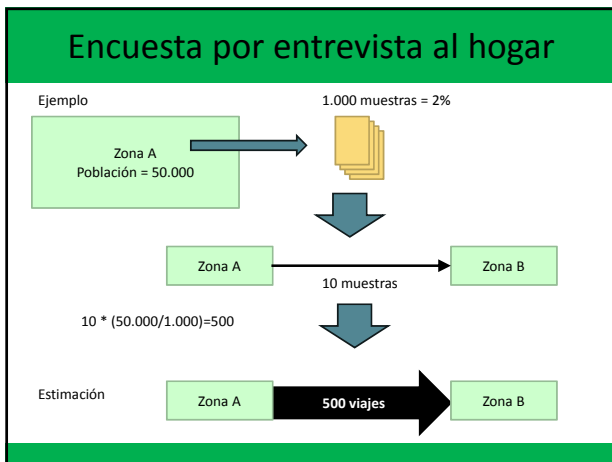 Encuesta por entrevista al hogar
Ejemplo
1.000 muestras = 2%
Zona A
Población = 50.000
Zona A
Zona B
10 muestras
10 * (50.000/1.000)=500
Estimación
Zona A
500 viajes
Zona B